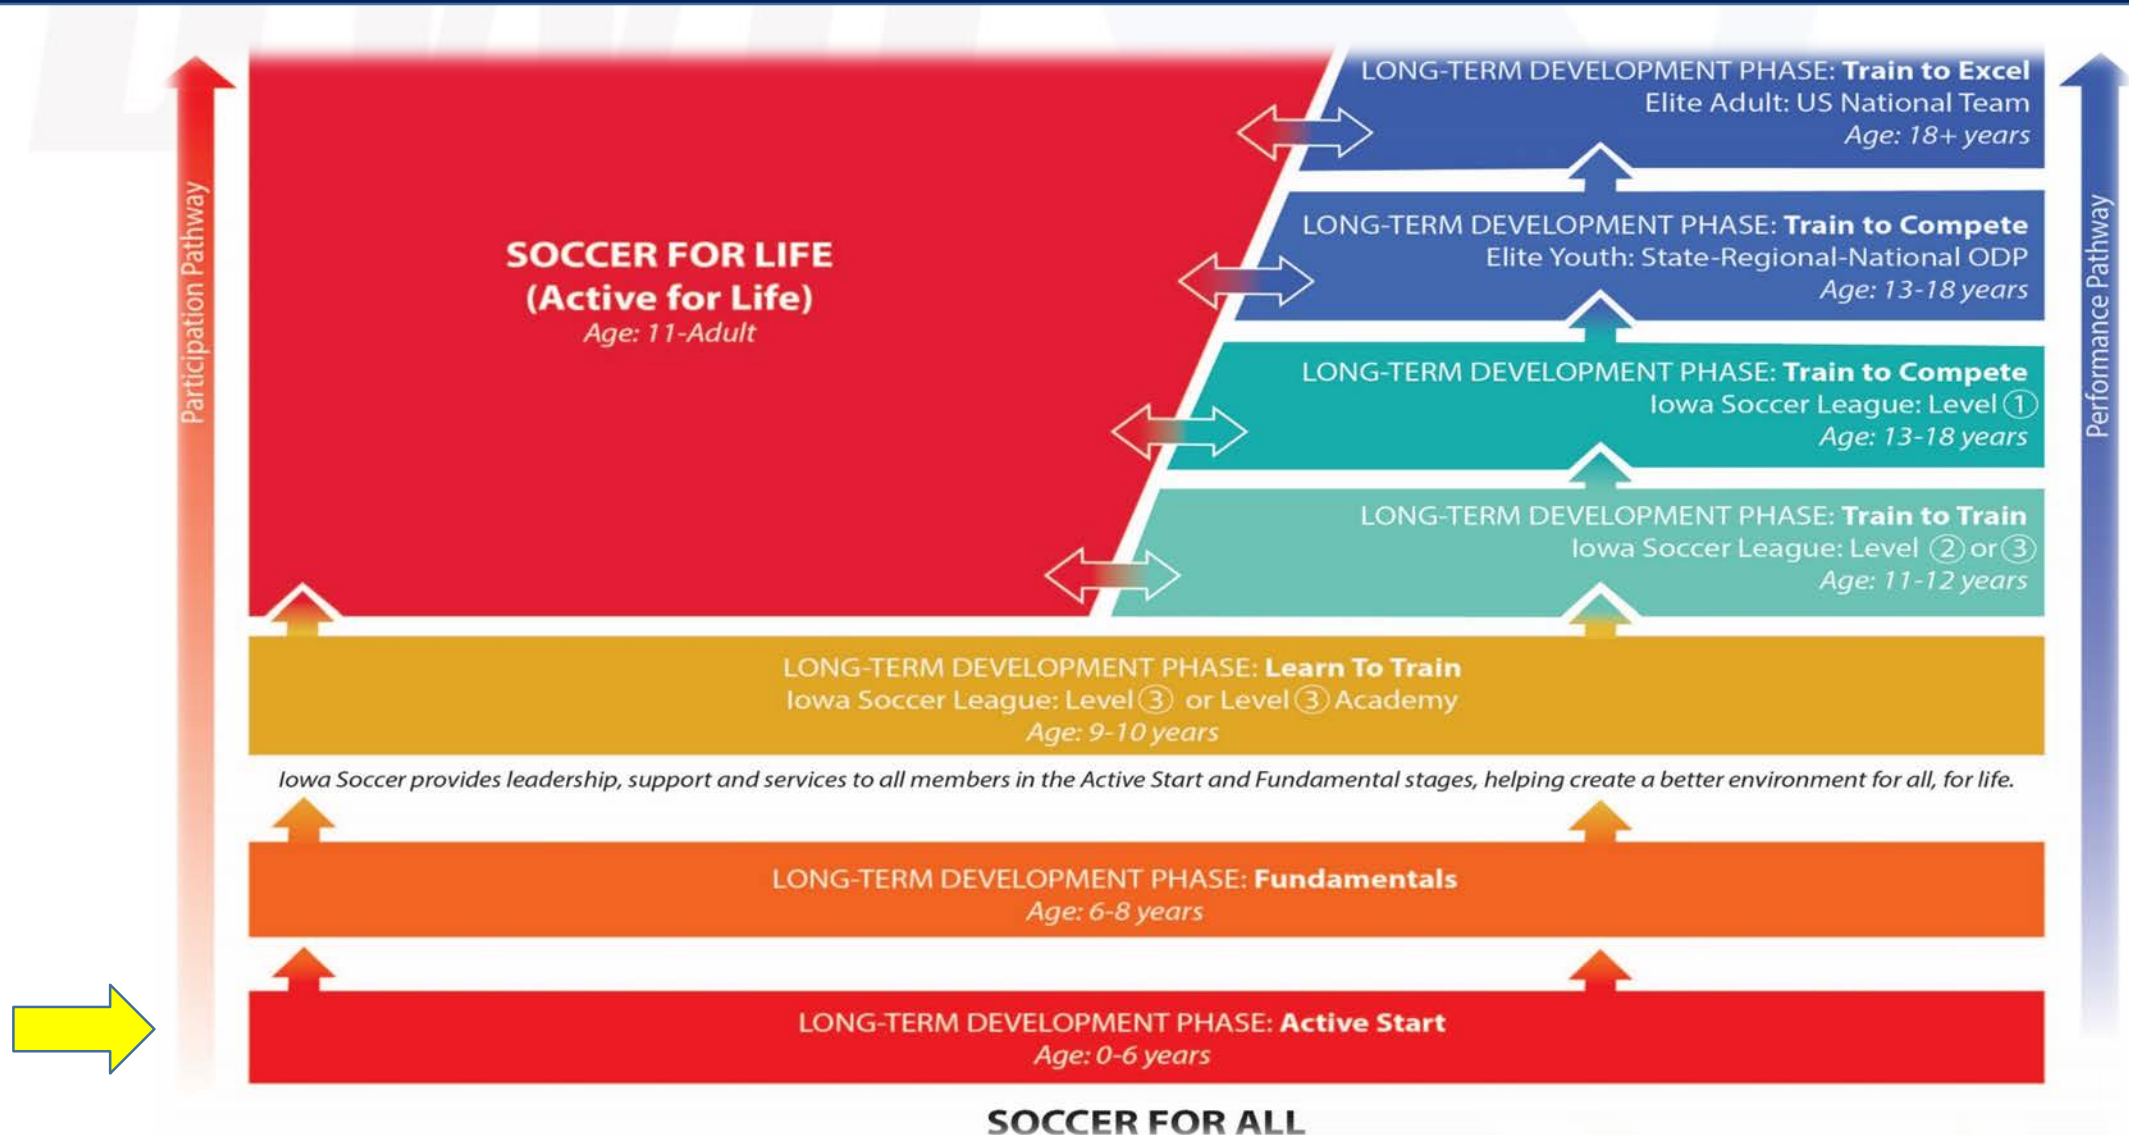 Participation Pathway
SOCCER FOR LIFE
(Active for Life)
Age: 11-Adult
LONG-TERM DEVELOPMENT PHASE: Train to Excel
Elite Adult: US National Team
Age: 18+ years
LONG-TERM DEVELOPMENT PHASE: Train to Compete
Elite Youth: State-Regional-National ODP
Age: 13-18 years
LONG-TERM DEVELOPMENT PHASE: Train to Compete
Iowa Soccer League: Level ①
Age: 13-18 years
LONG-TERM DEVELOPMENT PHASE: Train to Train
Iowa Soccer League: Level ② or ③
Age: 11-12 years
Performance Pathway
LONG-TERM DEVELOPMENT PHASE: Learn To Train
Iowa Soccer League: Level ③ or Level ③ Academy
Age: 9-10 years
Iowa Soccer provides leadership, support and services to all members in the Active Start and Fundamental stages, helping create a better environment for all, for life.
LONG-TERM DEVELOPMENT PHASE: Fundamentals
Age: 6-8 years
LONG-TERM DEVELOPMENT PHASE: Active Start
Age: 0-6 years
SOCCER FOR ALL